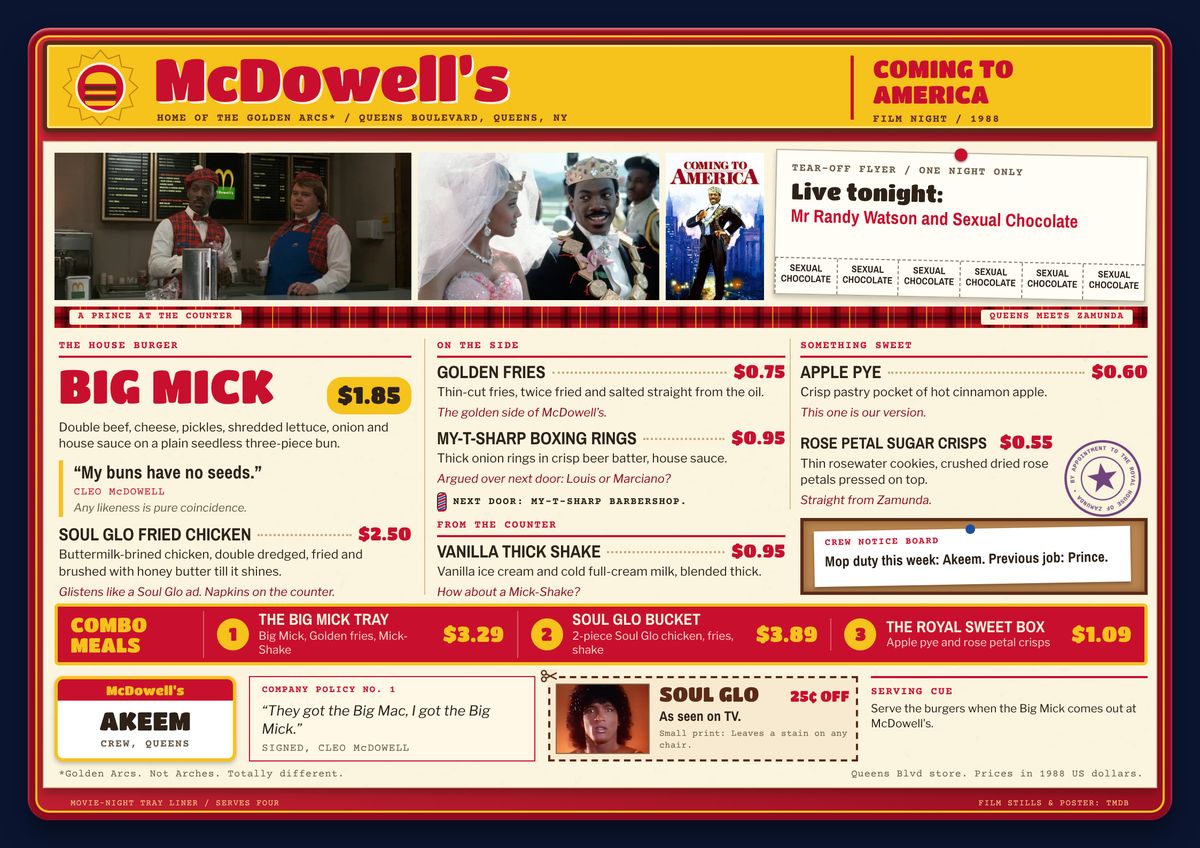 McDowell's
HOME OF THE GOLDEN ARCS* / QUEENS BOULEVARD, QUEENS, NY
COMING TO
AMERICA
FILM NIGHT / 1988
COMING TO
AMERICA
TEAR-OFF FLYER / ONE NIGHT ONLY
Live tonight:
Mr Randy Watson and Sexual Chocolate
SEXUAL
CHOCOLATE
SEXUAL
CHOCOLATE
SEXUAL
CHOCOLATE
SEXUAL
CHOCOLATE
SEXUAL
CHOCOLATE
SEXUAL
CHOCOLATE
A PRINCE AT THE COUNTER
QUEENS MEETS ZAMUNDA
THE HOUSE BURGER
BIG MICK
$1.85
Double beef, cheese, pickles, shredded lettuce, onion and
house sauce on a plain seedless three-piece bun.
“My buns have no seeds.”
CLEO McDOWELL
Any likeness is pure coincidence.
SOUL GLO FRIED CHICKEN $2.50
Buttermilk-brined chicken, double dredged, fried and
brushed with honey butter till it shines.
Glistens like a Soul Glo ad. Napkins on the counter.
ON THE SIDE
GOLDEN FRIES $0.75
Thin-cut fries, twice fried and salted straight from the oil.
The golden side of McDowell's.
MY-T-SHARP BOXING RINGS $0.95
Thick onion rings in crisp beer batter, house sauce.
Argued over next door: Louis or Marciano?
NEXT DOOR: MY-T-SHARP BARBERSHOP.
FROM THE COUNTER
VANILLA THICK SHAKE $0.95
Vanilla ice cream and cold full-cream milk, blended thick.
How about a Mick-Shake?
SOMETHING SWEET
APPLE PYE $0.60
Crisp pastry pocket of hot cinnamon apple.
This one is our version.
ROSE PETAL SUGAR CRISPS $0.55
Thin rosewater cookies, crushed dried rose
petals pressed on top.
Straight from Zamunda.
BY APPOINTMENT TO THE ROYAL HOUSE OF ZAMUNDA
CREW NOTICE BOARD
Mop duty this week: Akeem. Previous job: Prince.
COMBO
MEALS
1
THE BIG MICK TRAY
Big Mick, Golden fries, Mick-
Shake
$3.29
2
SOUL GLO BUCKET
2-piece Soul Glo chicken, fries,
shake
$3.89
3
THE ROYAL SWEET BOX
Apple pye and rose petal crisps
$1.09
McDowell's
AKEEM
CREW, QUEENS
COMPANY POLICY NO. 1
“They got the Big Mac, I got the Big
Mick.”
SIGNED, CLEO McDOWELL
SOUL GLO
25¢ OFF
As seen on TV.
Small print: Leaves a stain on any
chair.
SERVING CUE
Serve the burgers when the Big Mick comes out at
McDowell's.
*Golden Arcs. Not Arches. Totally different.
Queens Blvd store. Prices in 1988 US dollars.
MOVIE-NIGHT TRAY LINER / SERVES FOUR
FILM STILLS & POSTER: TMDB